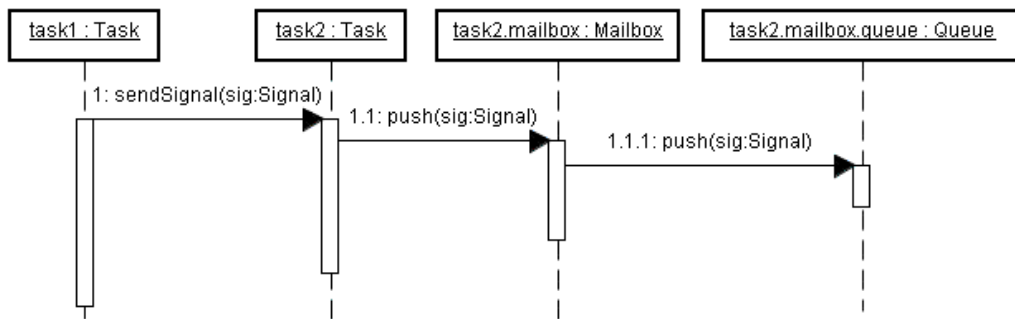 task1 : Task
task2 : Task
task2.mailbox : Mailbox
task2.mailbox.queue : Queue
1: sendSignal(sig:Signal)
1.1: push(sig:Signal)
1.1.1: push(sig:Signal)